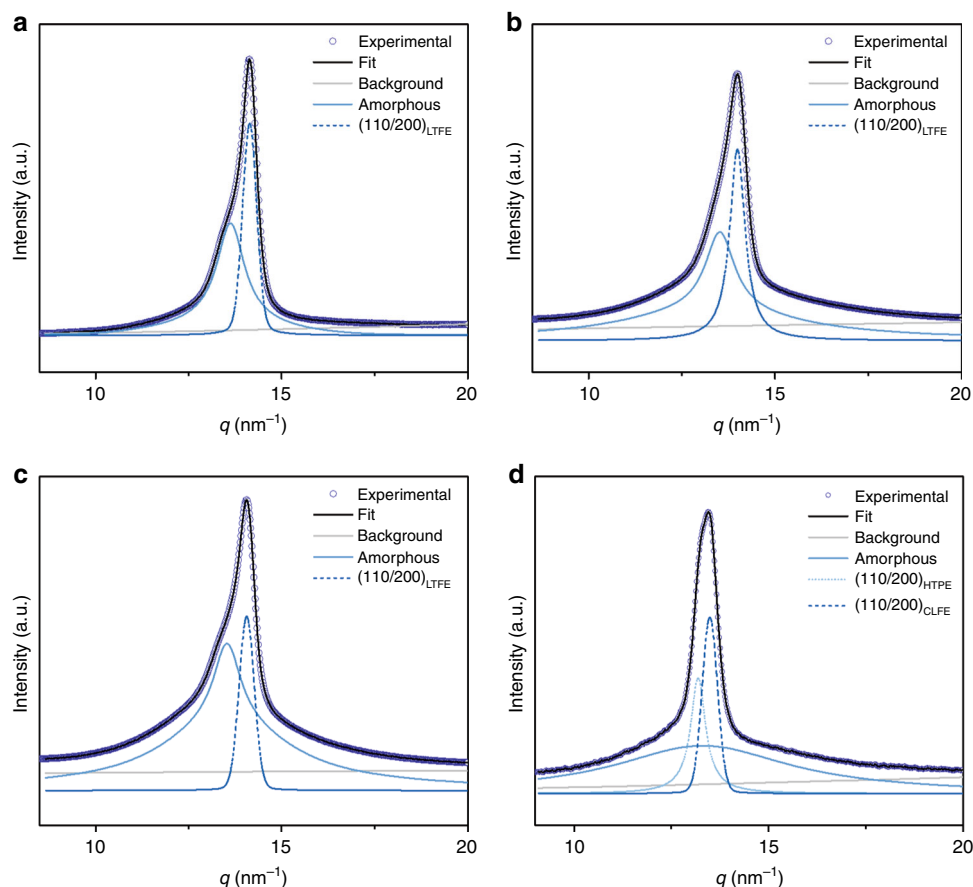 a
Experimental
Fit
Background
Amorphous
(110/200)LTFE
Intensity (a.u.)
10 15 20
q (nm⁻¹)
b
Experimental
Fit
Background
Amorphous
(110/200)LTFE
Intensity (a.u.)
10 15 20
q (nm⁻¹)
c
Experimental
Fit
Background
Amorphous
(110/200)LTFE
Intensity (a.u.)
10 15 20
q (nm⁻¹)
d
Experimental
Fit
Background
Amorphous
(110/200)HTPE
(110/200)CLFE
Intensity (a.u.)
10 15 20
q (nm⁻¹)